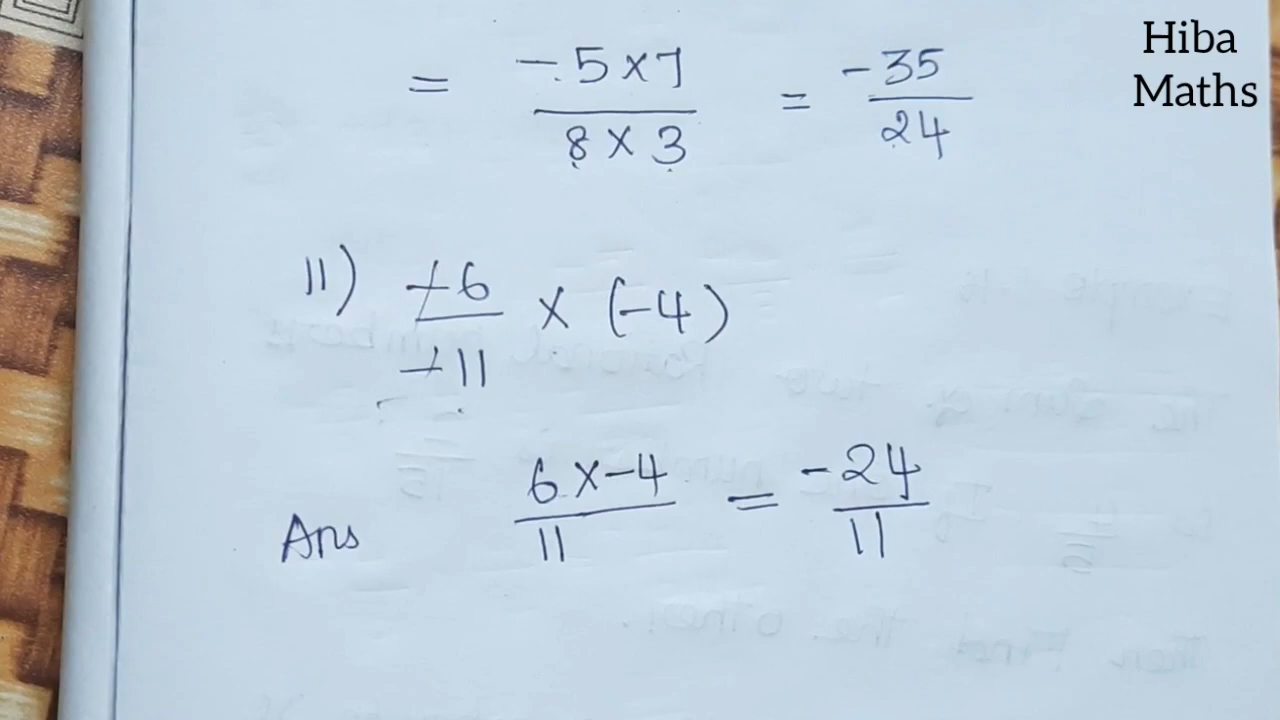 Hiba
Maths
= -5×7 / 8×3 = -35/24
11) -6/-11 × (-4)
Ans 6×-4 / 11 = -24/11